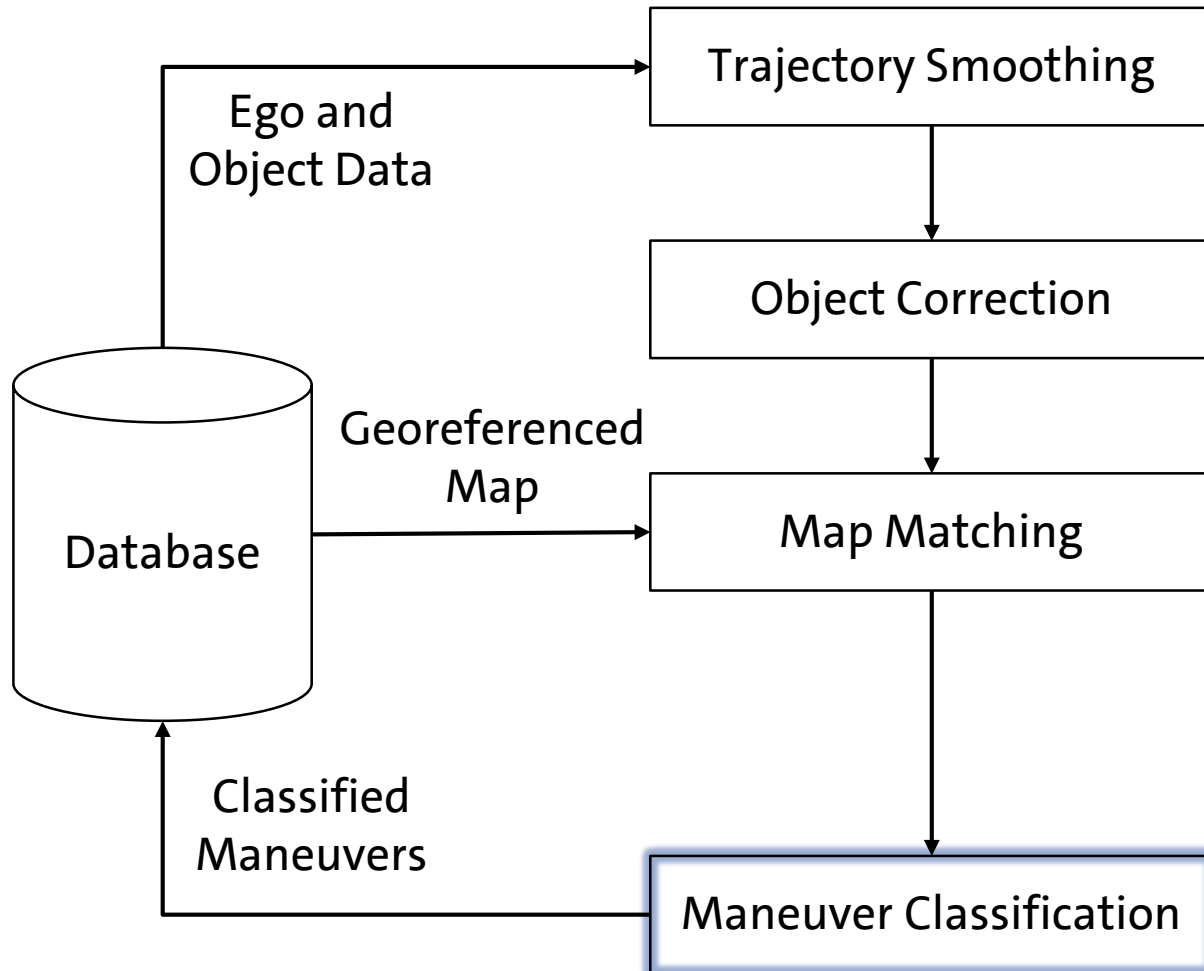 Trajectory Smoothing
Ego and
Object Data
Object Correction
Georeferenced
Map
Map Matching
Database
Classified
Maneuvers
Maneuver Classification